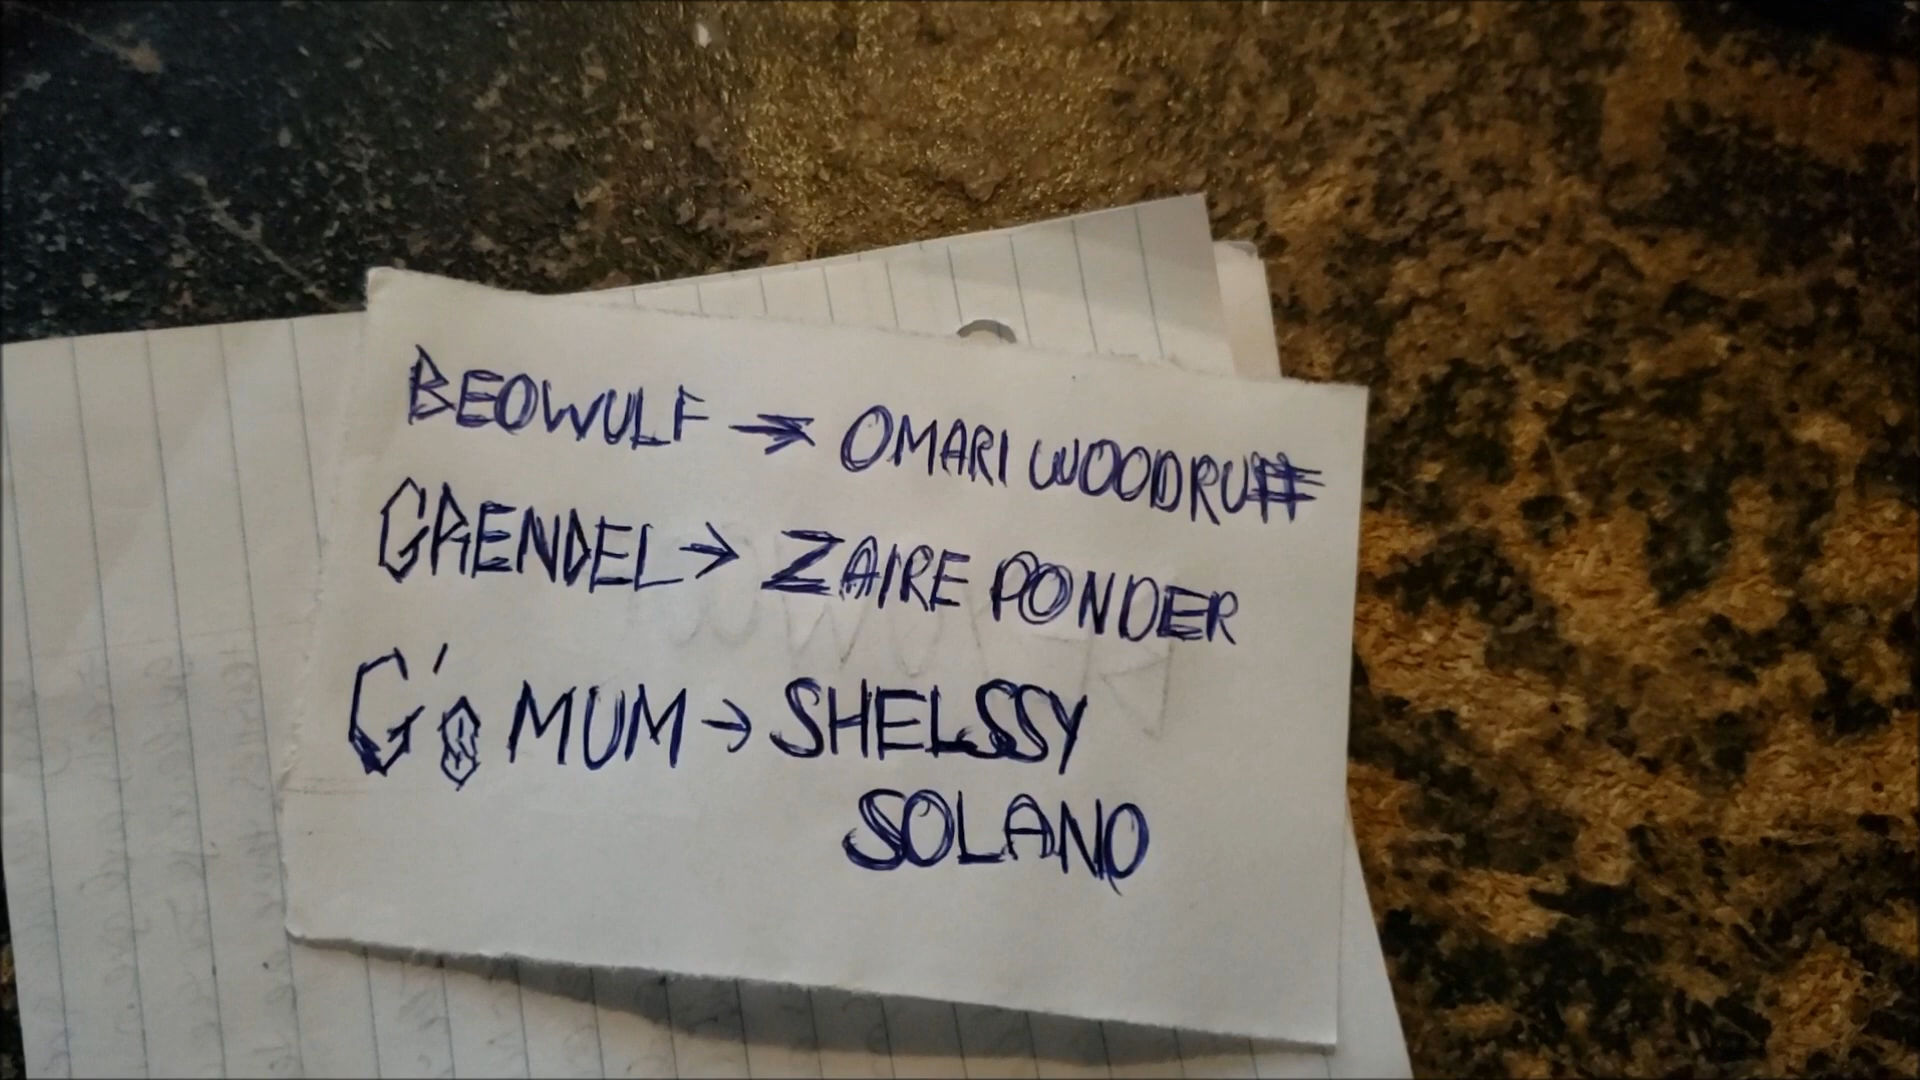 BEOWULF → OMARI WOODRUFF
GRENDEL → ZAIRE PONDER
G's MUM → SHELSSY
SOLANO